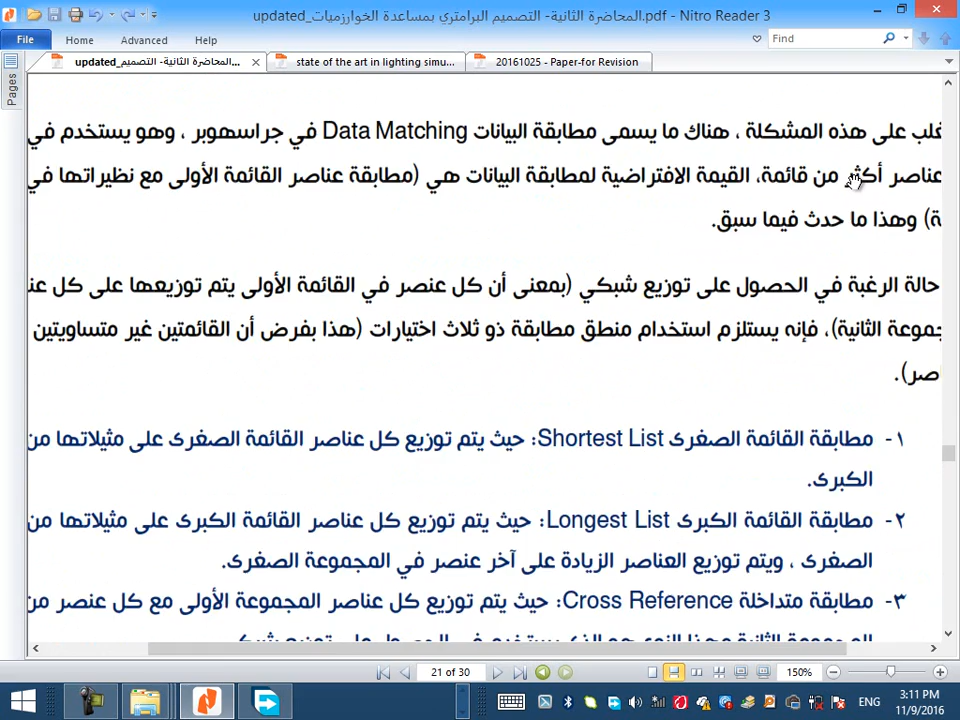 updated_المحاضرة الثانية- التصميم البرامتري بمساعدة الخوارزميات.pdf - Nitro Reader 3
File Home Advanced Help
Find
updated_المحاضرة الثانية- التصميم...
state of the art in lighting simu...
20161025 - Paper-for Revision
Pages
على هذه المشكلة ، هناك ما يسمى مطابقة البيانات Data Matching في جراسهوبر ، وهو يستخدم في
عناصر أكثر من قائمة، القيمة الافتراضية لمطابقة البيانات هي (مطابقة عناصر القائمة الأولى مع نظيراتها في
) وهذا ما حدث فيما سبق.
حالة الرغبة في الحصول على توزيع شبكي (بمعنى أن كل عنصر في القائمة الأولى يتم توزيعها على كل
الثانية)، فإنه يستلزم استخدام منطق مطابقة ذو ثلاث اختيارات (هذا بفرض أن القائمتين غير متساويتين
).
١- مطابقة القائمة الصغرى Shortest List: حيث يتم توزيع كل عناصر القائمة الصغرى على مثيلاتها من
الكبرى.
٢- مطابقة القائمة الكبرى Longest List: حيث يتم توزيع كل عناصر القائمة الكبرى على مثيلاتها من
الصغرى ، ويتم توزيع العناصر الزيادة على آخر عنصر في المجموعة الصغرى.
٣- مطابقة متداخلة Cross Reference: حيث يتم توزيع كل عناصر المجموعة الأولى مع كل عنصر من
21 of 30
150%
ENG
3:11 PM
11/9/2016